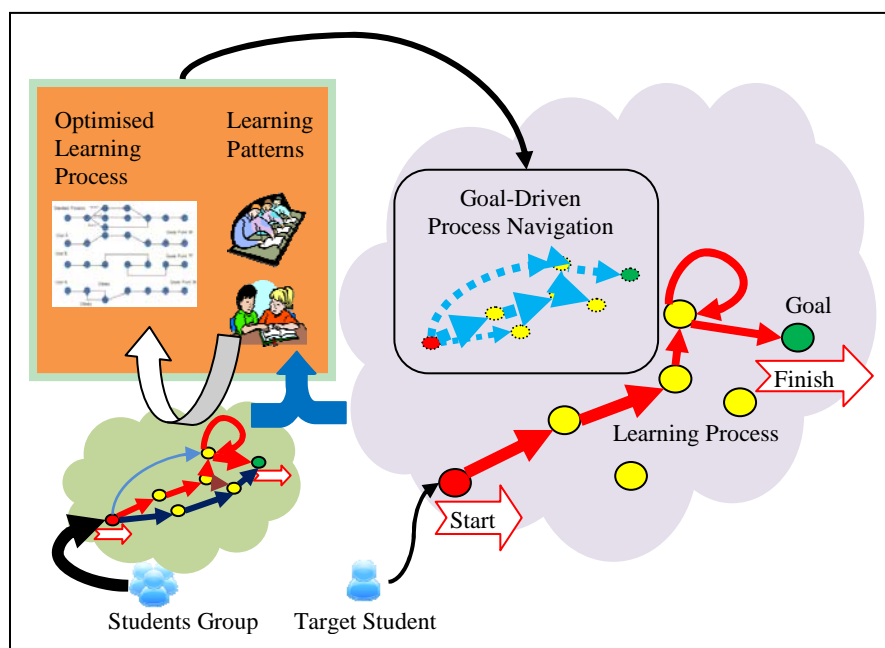 Optimised
Learning
Process
Learning
Patterns
Goal-Driven
Process Navigation
Goal
Finish
Learning Process
Start
Students Group
Target Student